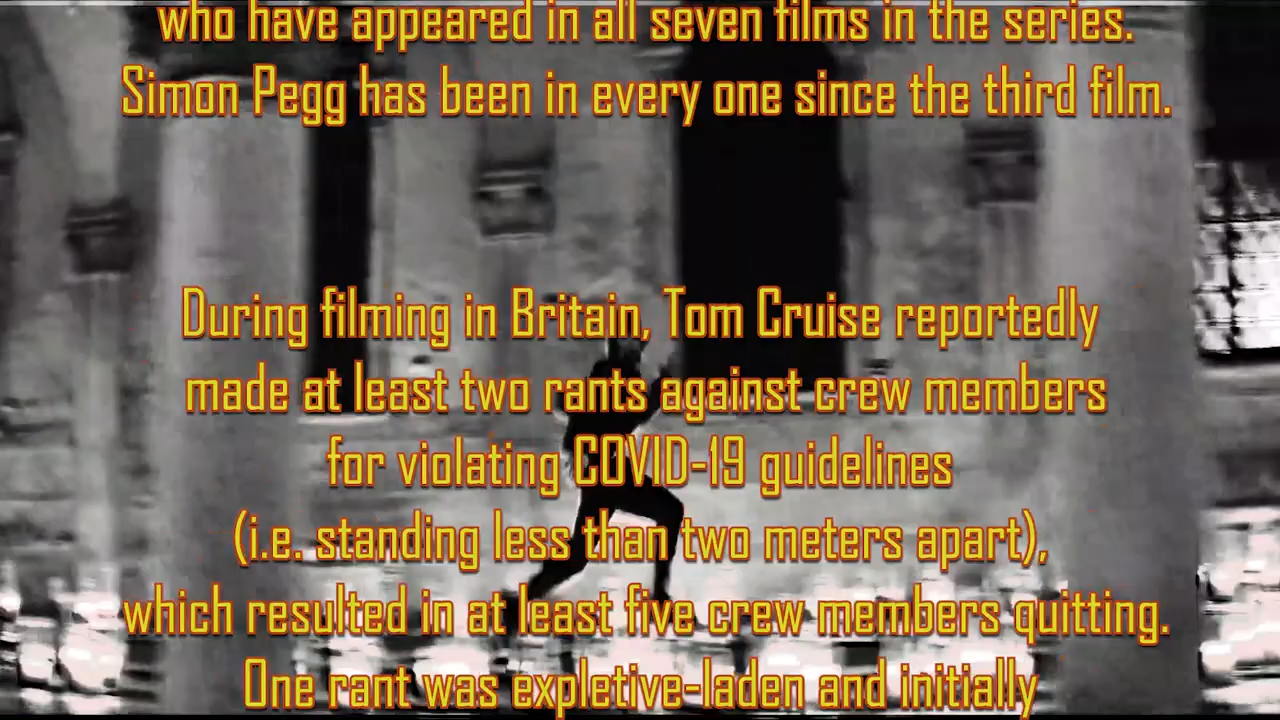 who have appeared in all seven films in the series.
Simon Pegg has been in every one since the third film.
During filming in Britain, Tom Cruise reportedly
made at least two rants against crew members
for violating COVID-19 guidelines
(i.e. standing less than two meters apart),
which resulted in at least five crew members quitting.
One rant was expletive-laden and initially